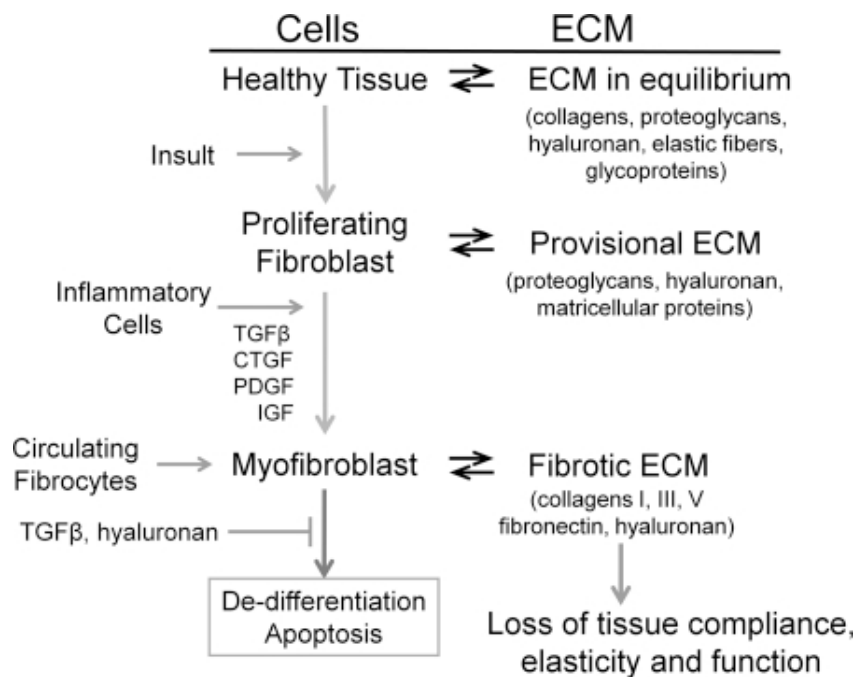 Cells ECM
Healthy Tissue ECM in equilibrium
(collagens, proteoglycans,
hyaluronan, elastic fibers,
glycoproteins)
Insult
Proliferating
Fibroblast
Provisional ECM
(proteoglycans, hyaluronan,
matricellular proteins)
Inflammatory
Cells
TGFβ
CTGF
PDGF
IGF
Circulating
Fibrocytes
Myofibroblast
Fibrotic ECM
(collagens I, III, V
fibronectin, hyaluronan)
TGFβ, hyaluronan
De-differentiation
Apoptosis
Loss of tissue compliance,
elasticity and function